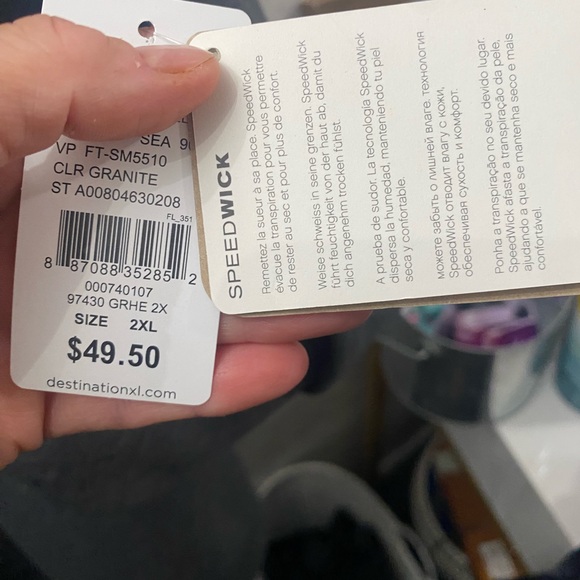 SEA 9
VP FT-SM5510
CLR GRANITE
ST A00804630208
FL_351
8 87088 35285 2
000740107
97430 GRHE 2X
SIZE 2XL
$49.50
destinationxl.com
SPEEDWICK
Remettez la sueur à sa place. SpeedWick
évacue la transpiration pour vous permettre
de rester au sec et pour plus de confort.
Weise schweiss in seine grenzen. SpeedWick
führt feuchtigkeit von der haut ab, damit du
dich angenehm trocken fühlst.
A prueba de sudor. La tecnología SpeedWick
dispersa la humedad, manteniendo tu piel
seca y confortable.
можете забыть о лишней влаге. технология
SpeedWick отводит влагу с кожи,
обеспечивая сухость и комфорт.
Ponha a transpiração no seu devido lugar.
SpeedWick afasta a transpiração da pele,
ajudando a que se mantenha seco e mais
confortável.